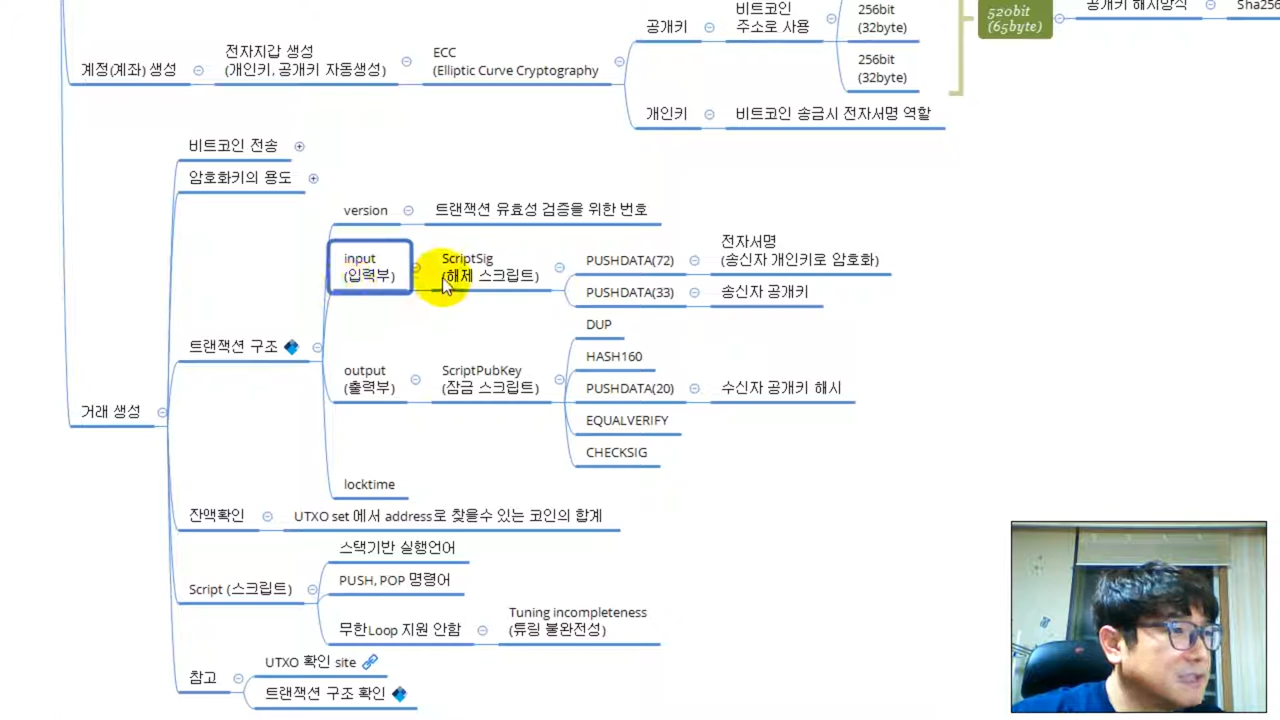 520bit
(65byte)
공개키 해시방식
Sha256
비트코인
주소로 사용
256bit
(32byte)
공개키
256bit
(32byte)
계정(계좌) 생성
전자지갑 생성
(개인키, 공개키 자동생성)
ECC
(Elliptic Curve Cryptography
개인키
비트코인 송금시 전자서명 역할
비트코인 전송
암호화키의 용도
version
트랜잭션 유효성 검증을 위한 번호
input
(입력부)
ScriptSig
(해제 스크립트)
PUSHDATA(72)
전자서명
(송신자 개인키로 암호화)
PUSHDATA(33)
송신자 공개키
트랜잭션 구조
output
(출력부)
ScriptPubKey
(잠금 스크립트)
DUP
HASH160
PUSHDATA(20)
수신자 공개키 해시
EQUALVERIFY
CHECKSIG
거래 생성
locktime
잔액확인
UTXO set 에서 address로 찾을수 있는 코인의 합계
Script (스크립트)
스택기반 실행언어
PUSH, POP 명령어
무한Loop 지원 안함
Tuning incompleteness
(튜링 불완전성)
참고
UTXO 확인 site
트랜잭션 구조 확인